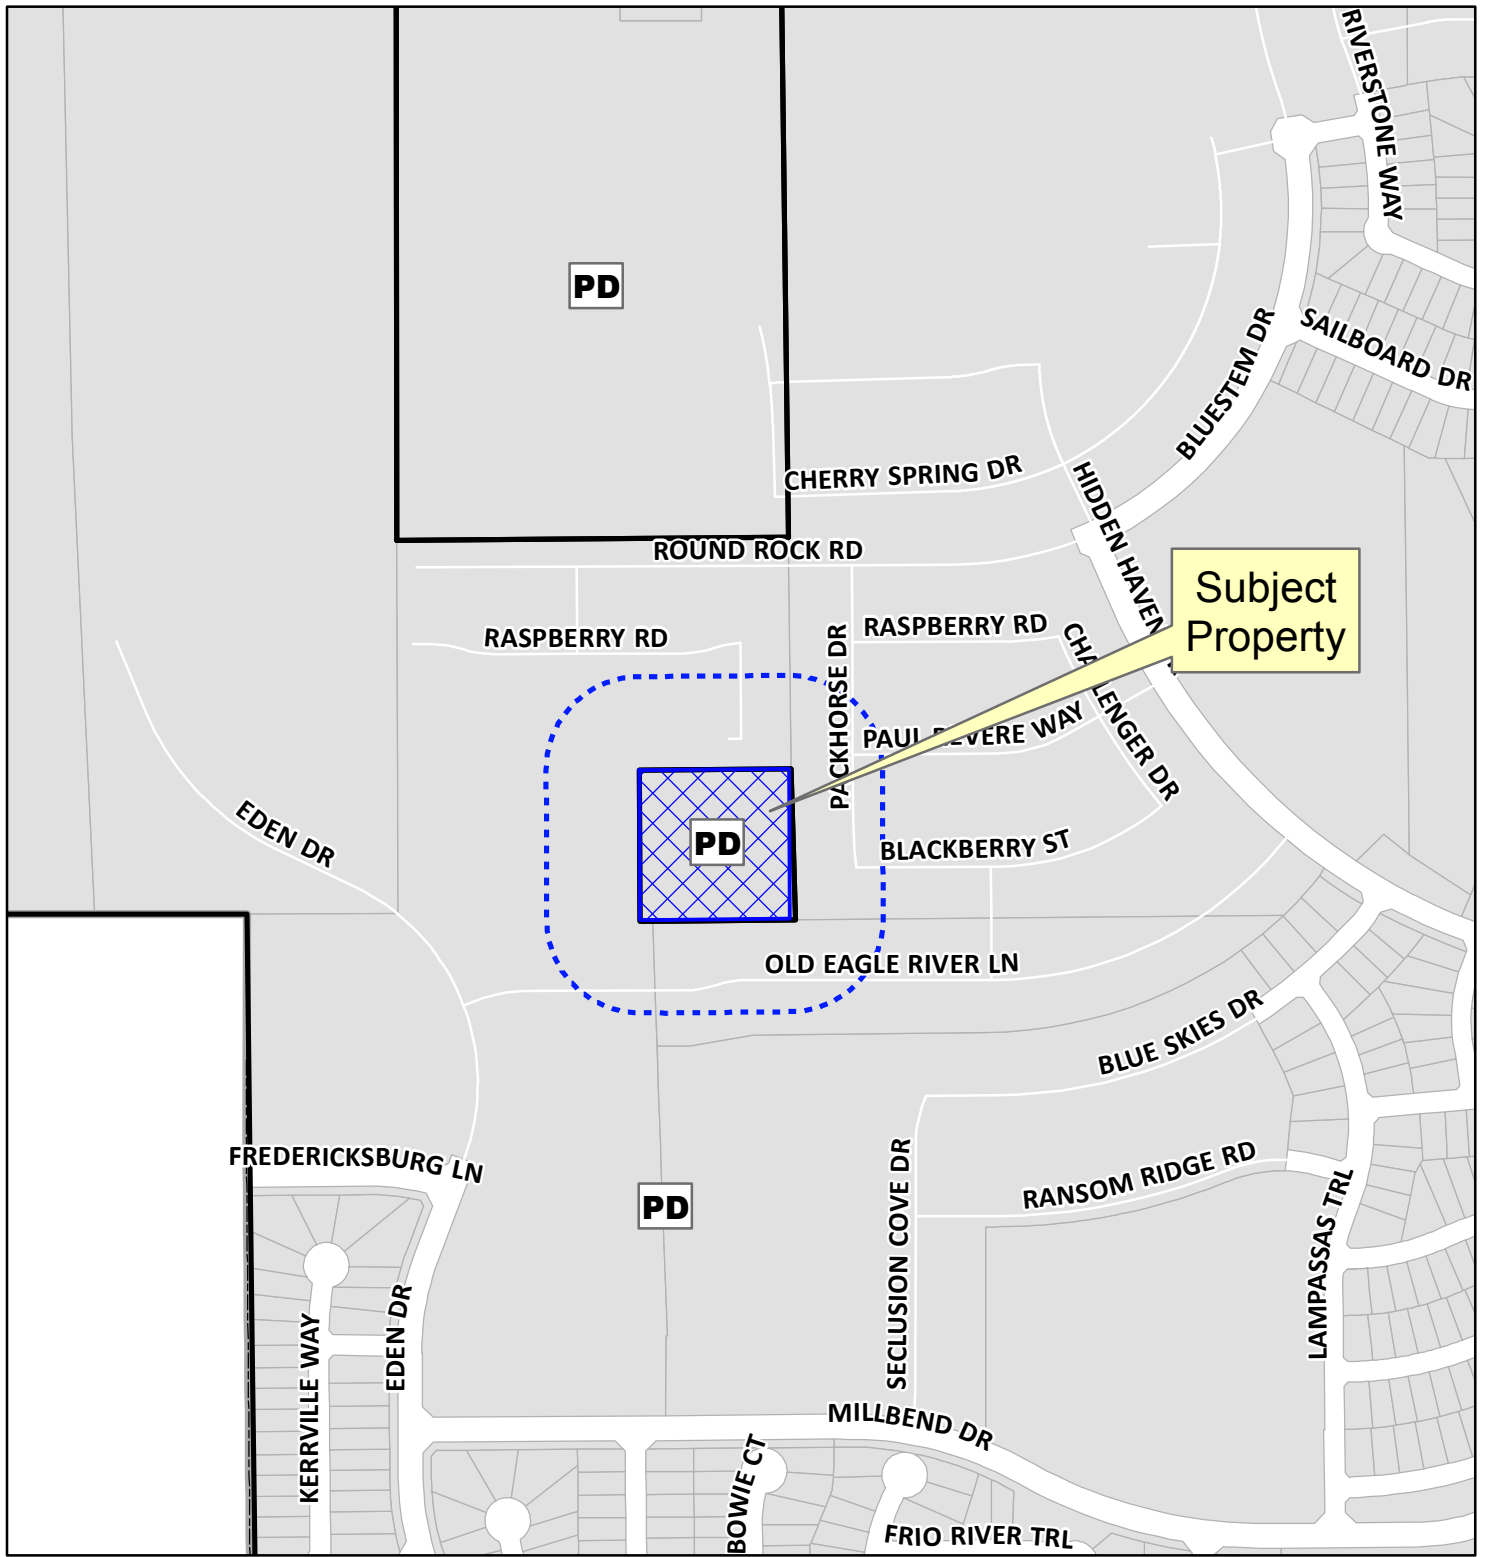 RIVERSTONE WAY
PD
SAILBOARD DR
BLUESTEM DR
CHERRY SPRING DR
HIDDEN HAVEN
ROUND ROCK RD
Subject
Property
RASPBERRY RD
RASPBERRY RD
PACKHORSE DR
CHALLENGER DR
PAUL REVERE WAY
EDEN DR
PD
BLACKBERRY ST
OLD EAGLE RIVER LN
BLUE SKIES DR
FREDERICKSBURG LN
RANSOM RIDGE RD
PD
SECLUSION COVE DR
LAMPASSAS TRL
EDEN DR
KERRVILLE WAY
MILLBEND DR
BOWIE CT
FRIO RIVER TRL